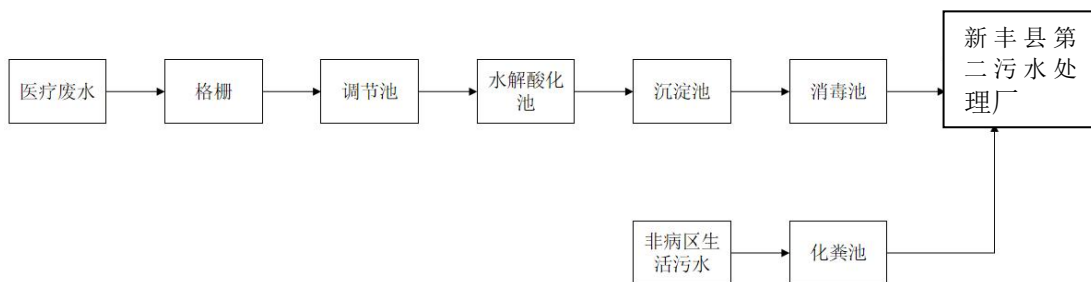 医疗废水
格栅
调节池
水解酸化
池
沉淀池
消毒池
新丰县第
二污水处
理厂
非病区生
活污水
化粪池